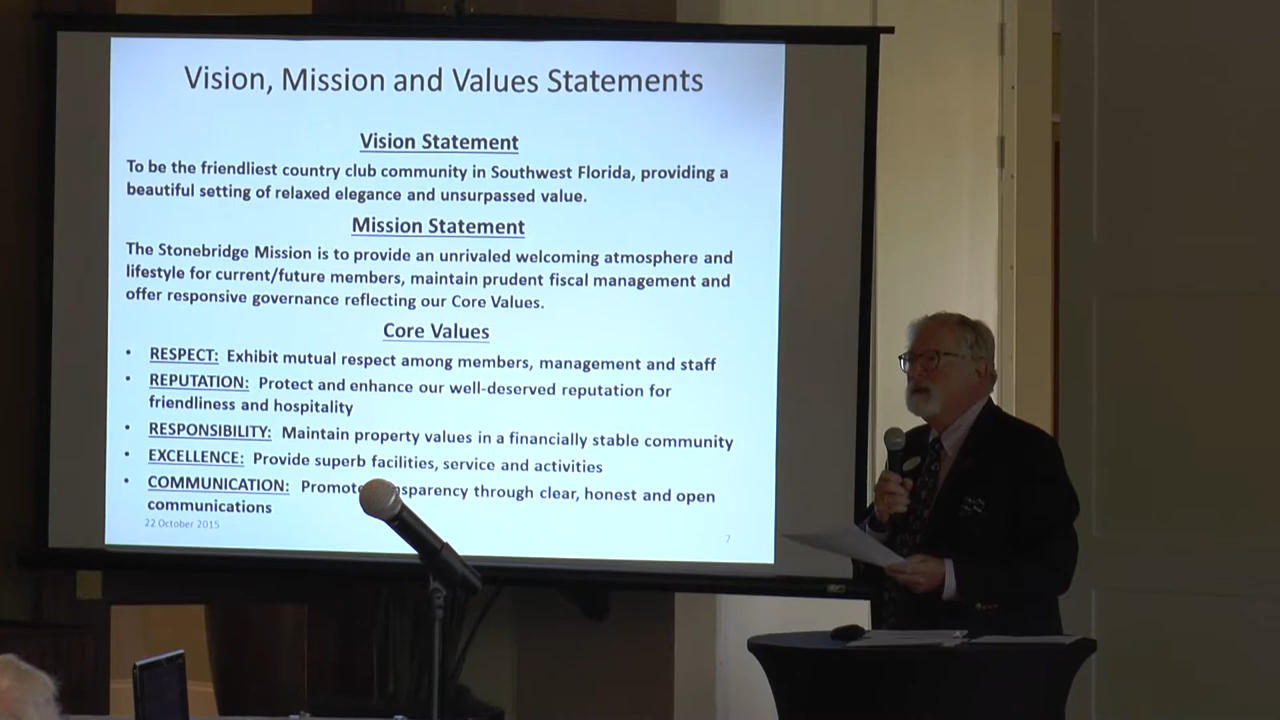 Vision, Mission and Values Statements
Vision Statement
To be the friendliest country club community in Southwest Florida, providing a
beautiful setting of relaxed elegance and unsurpassed value.
Mission Statement
The Stonebridge Mission is to provide an unrivaled welcoming atmosphere and
lifestyle for current/future members, maintain prudent fiscal management and
offer responsive governance reflecting our Core Values.
Core Values
• RESPECT: Exhibit mutual respect among members, management and staff
• REPUTATION: Protect and enhance our well-deserved reputation for
friendliness and hospitality
• RESPONSIBILITY: Maintain property values in a financially stable community
• EXCELLENCE: Provide superb facilities, service and activities
• COMMUNICATION: Promote nsparency through clear, honest and open
communications
22 October 2015
7